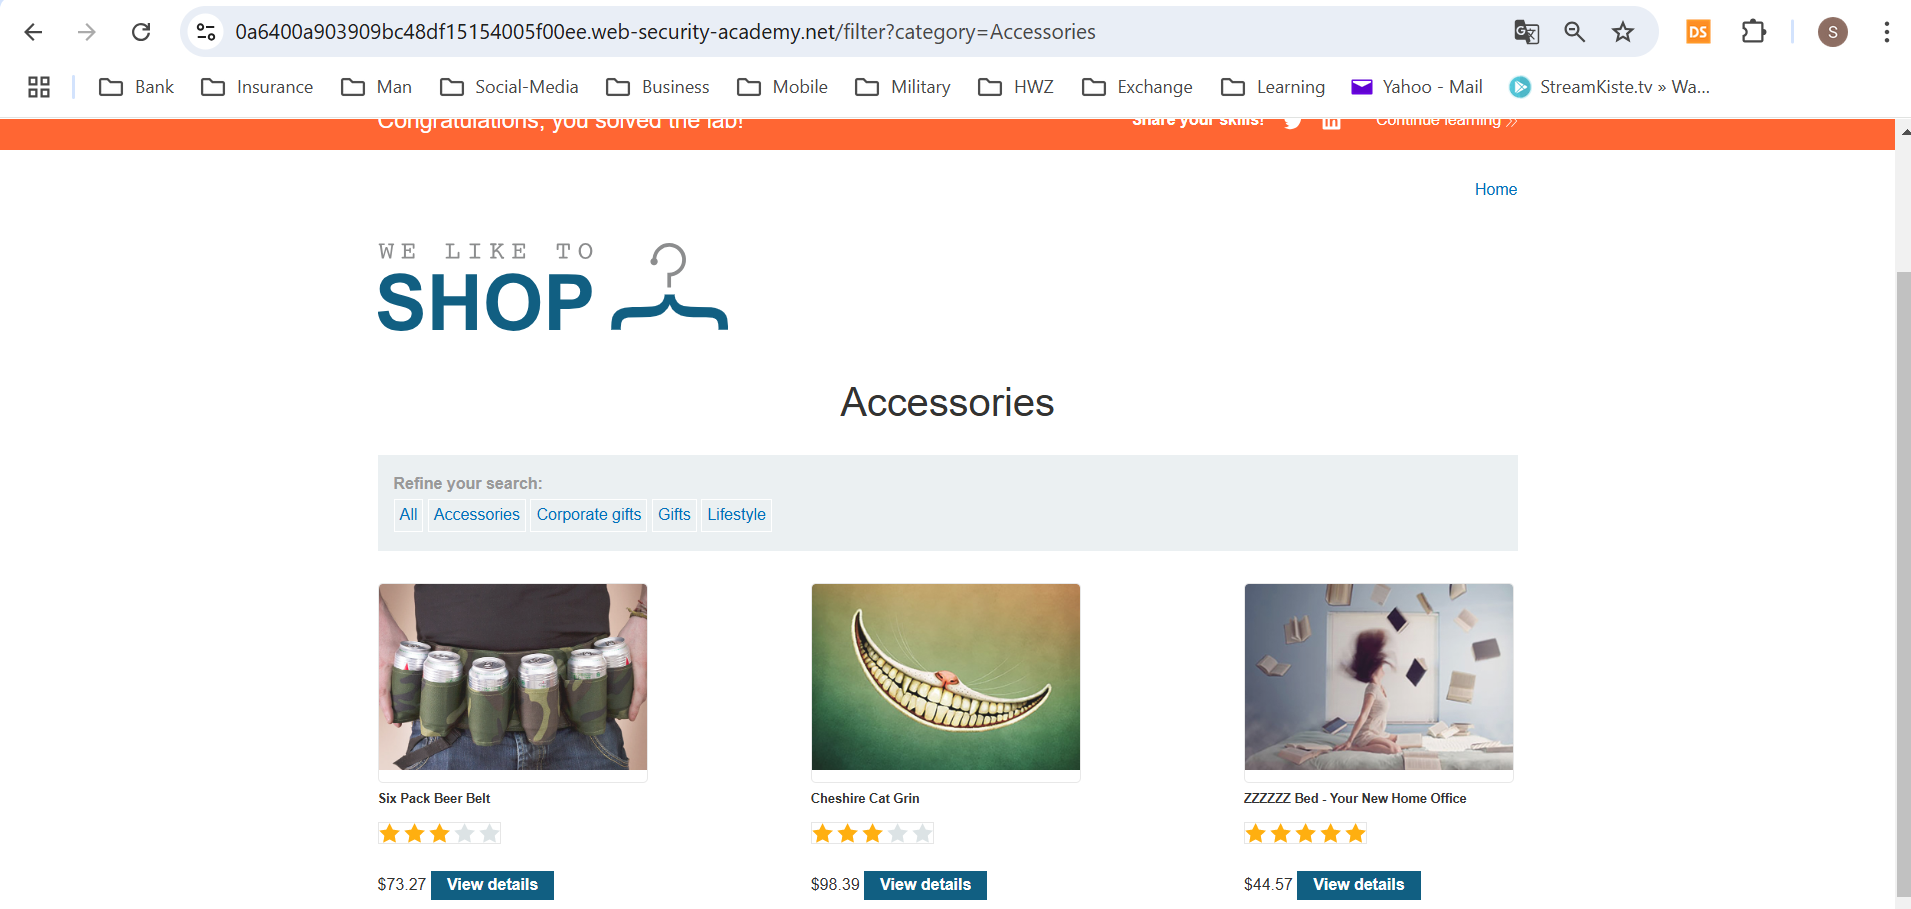 0a6400a903909bc48df15154005f00ee.web-security-academy.net/filter?category=Accessories
DS
S
Bank Insurance Man Social-Media Business Mobile Military HWZ Exchange Learning Yahoo - Mail StreamKiste.tv » Wa...
Congratulations, you solved the lab! Share your skills! Continue learning
Home
WE LIKE TO
SHOP
Accessories
Refine your search:
All Accessories Corporate gifts Gifts Lifestyle
Six Pack Beer Belt Cheshire Cat Grin ZZZZZZ Bed - Your New Home Office
$73.27 View details $98.39 View details $44.57 View details